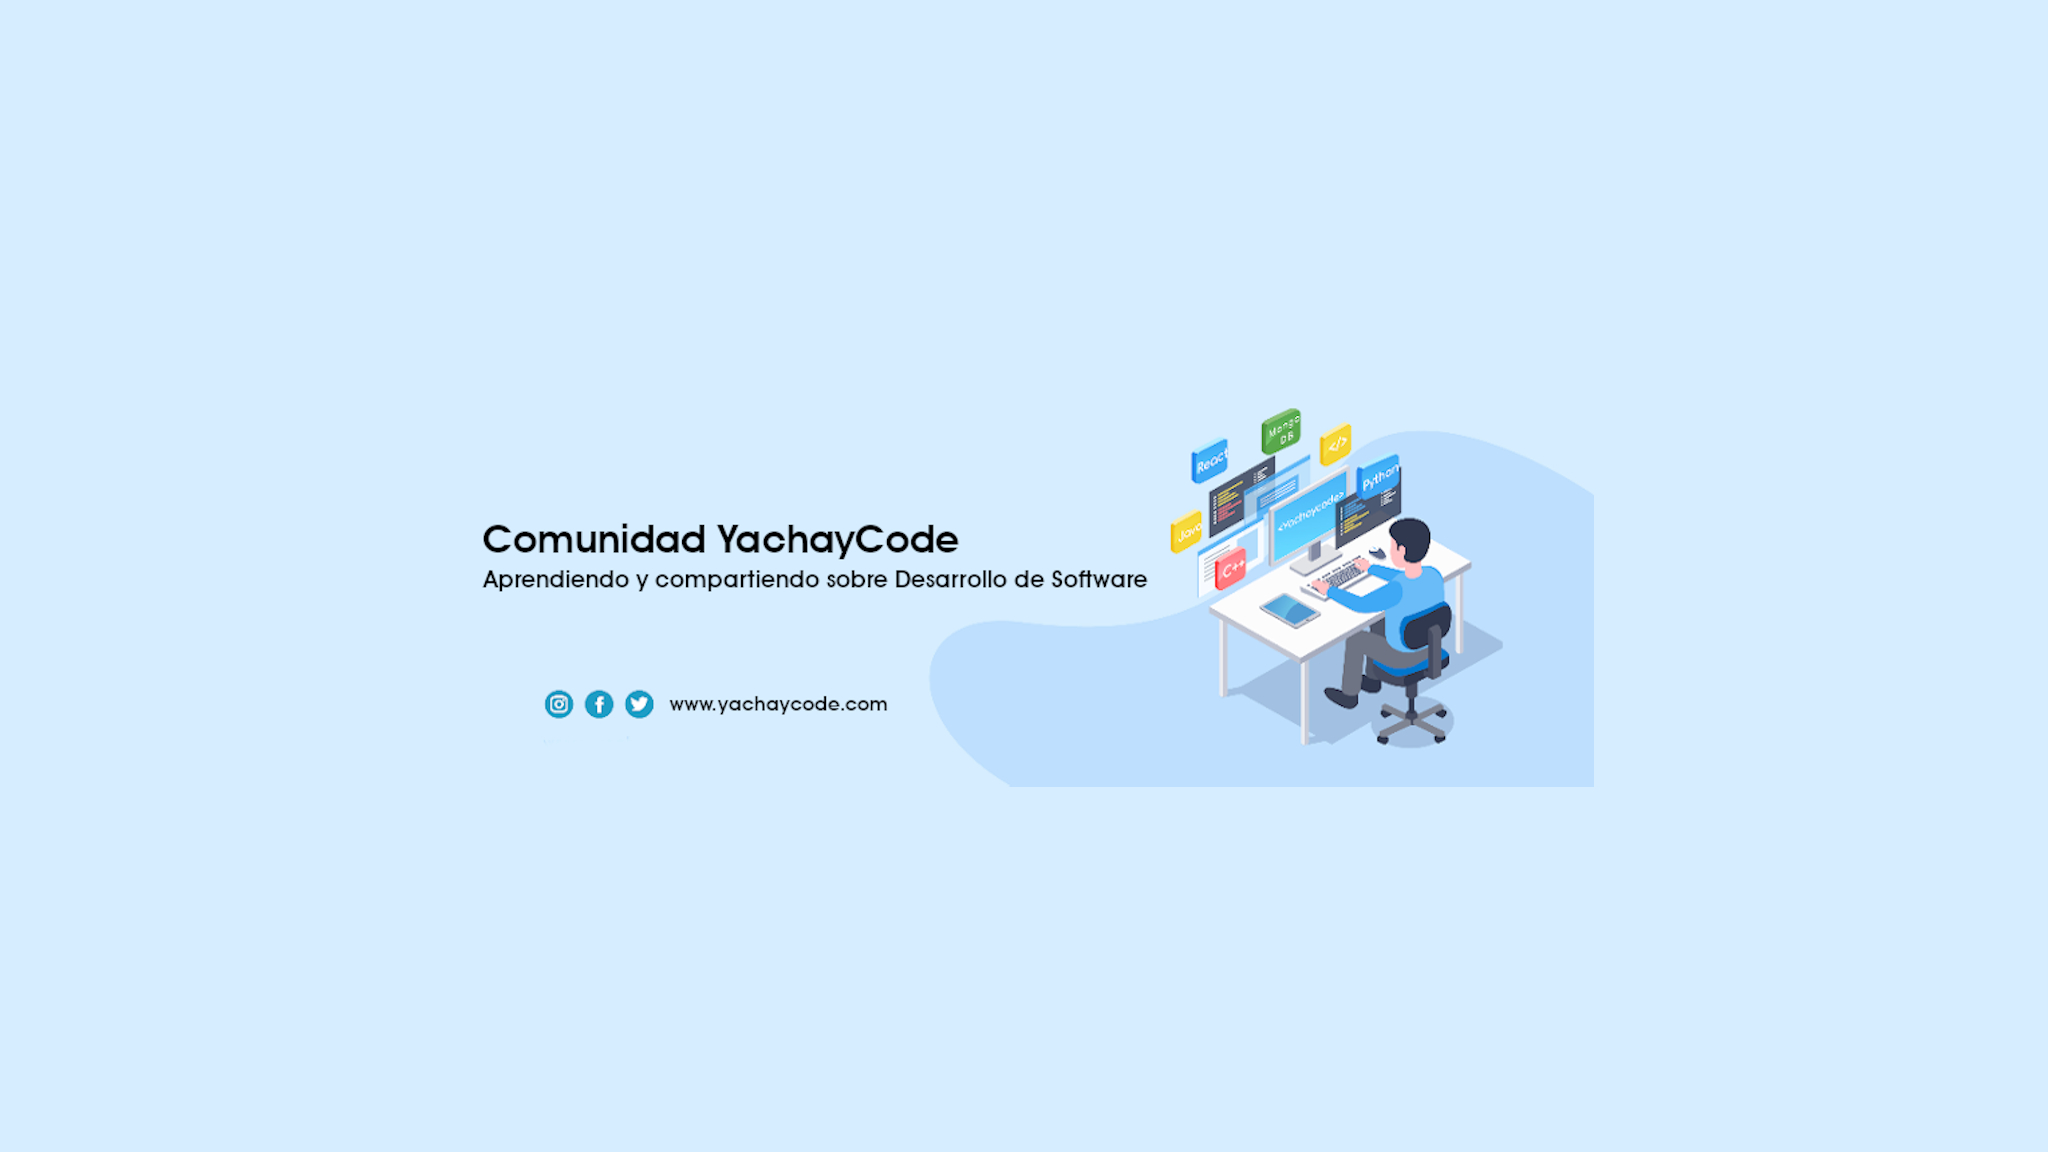 Comunidad YachayCode
Aprendiendo y compartiendo sobre Desarrollo de Software
www.yachaycode.com
Mongo
DB
</>
React
Python
<Yachaycode>
Java
C++